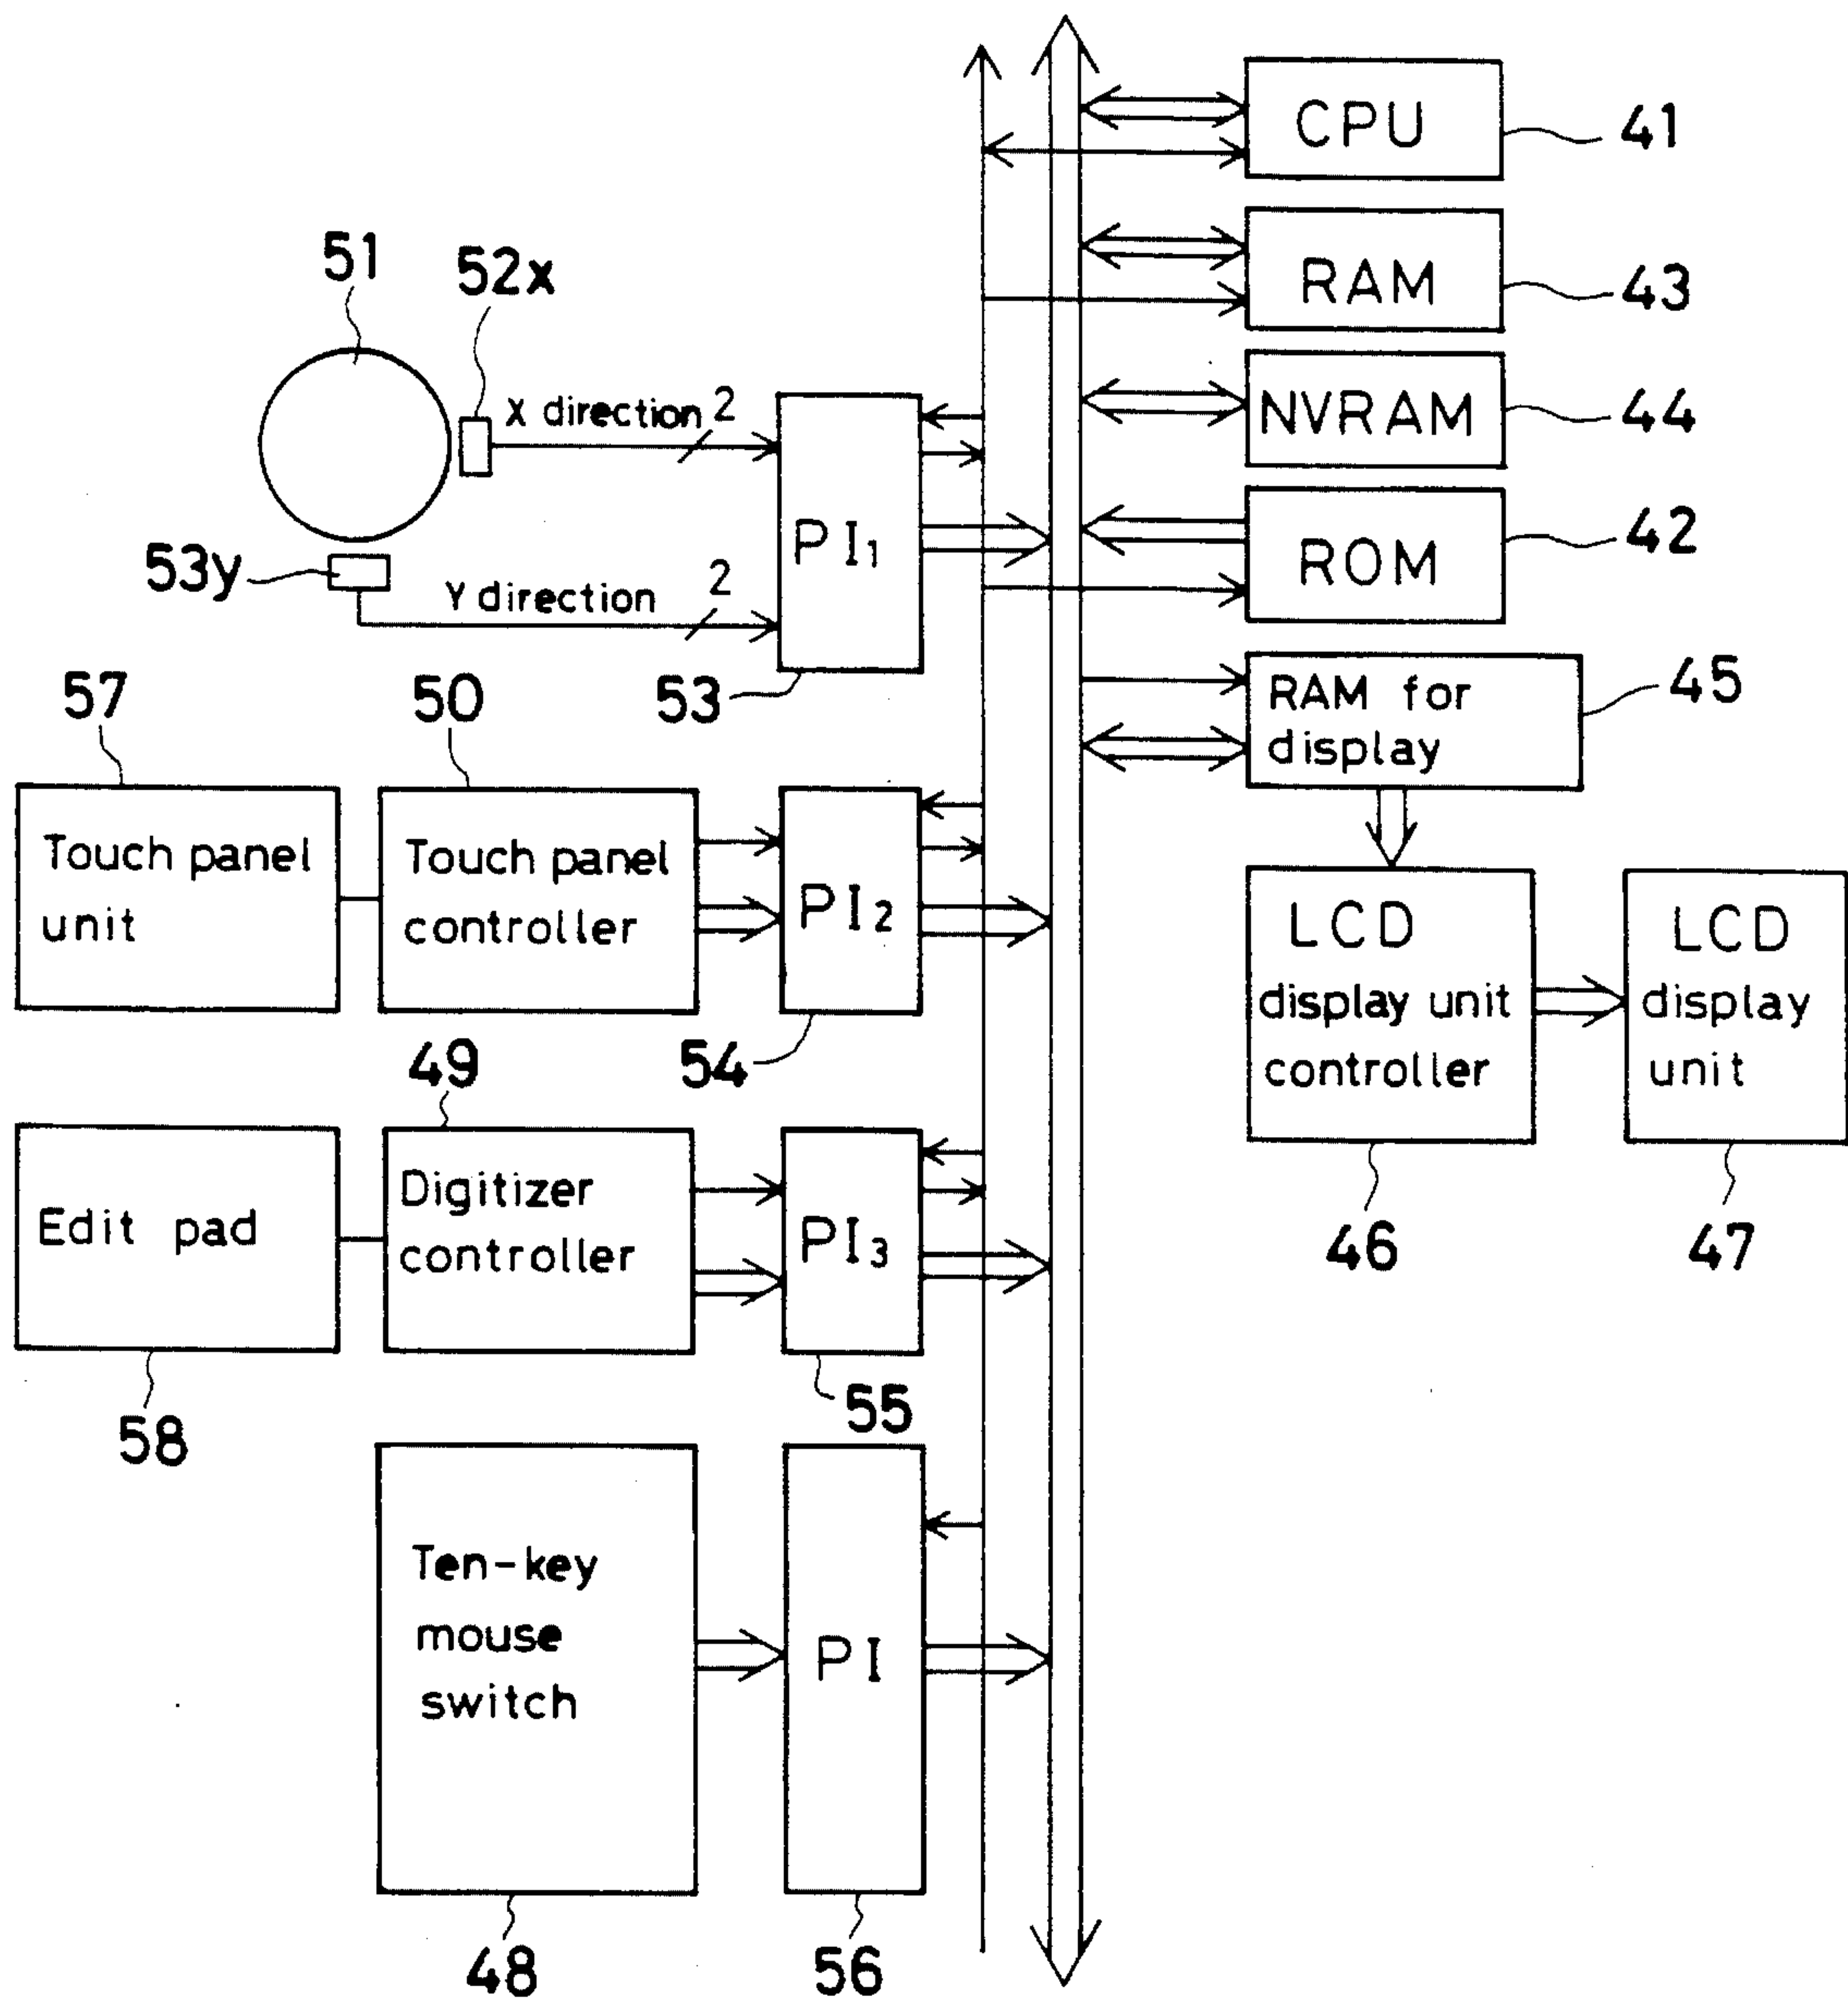 CPU
41
RAM
43
NVRAM
44
ROM
42
RAM for
display
45
LCD
display unit
controller
46
LCD
display
unit
47
51
52x
X direction
2
53y
Y direction
2
PI1
53
57
Touch panel
unit
50
Touch panel
controller
PI2
54
Edit pad
58
49
Digitizer
controller
PI3
55
Ten-key
mouse
switch
48
PI
56